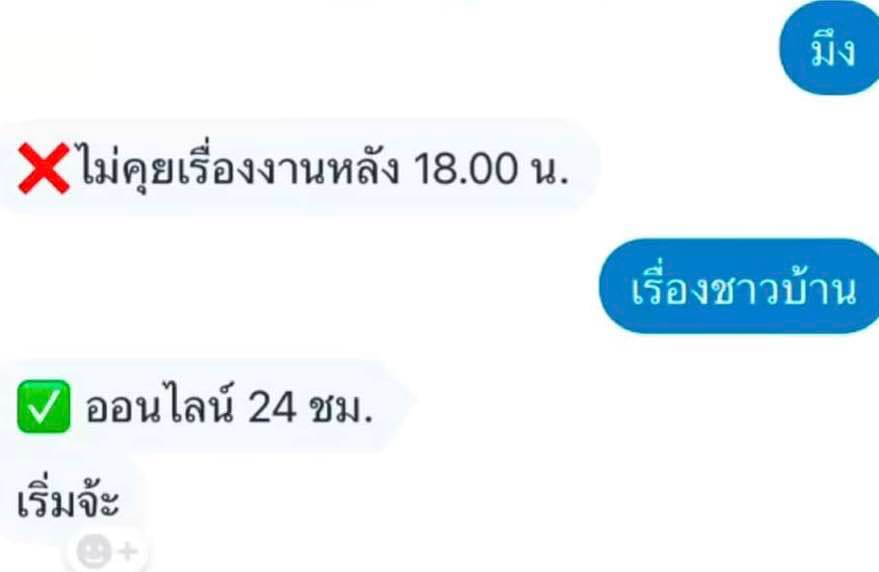 มึง
❌ไม่คุยเรื่องงานหลัง 18.00 น.
เรื่องชาวบ้าน
✅ ออนไลน์ 24 ชม.
เริ่มจ้ะ